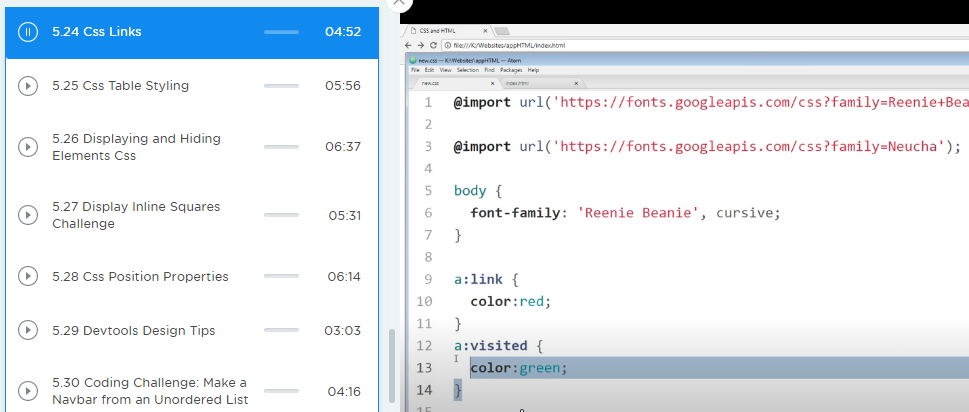 5.24 Css Links 04:52
5.25 Css Table Styling 05:56
5.26 Displaying and Hiding
Elements Css 06:37
5.27 Display Inline Squares
Challenge 05:31
5.28 Css Position Properties 06:14
5.29 Devtools Design Tips 03:03
5.30 Coding Challenge: Make a
Navbar from an Unordered List 04:16
CSS and HTML
file:///K:/Websites/appHTML/index.html
new.css — K:\Websites\appHTML — Atom
File Edit View Selection Find Packages Help
new.css index.html
1 @import url('https://fonts.googleapis.com/css?family=Reenie+Bea
2
3 @import url('https://fonts.googleapis.com/css?family=Neucha');
4
5 body {
6 font-family: 'Reenie Beanie', cursive;
7 }
8
9 a:link {
10 color:red;
11 }
12 a:visited {
13 color:green;
14 }
15